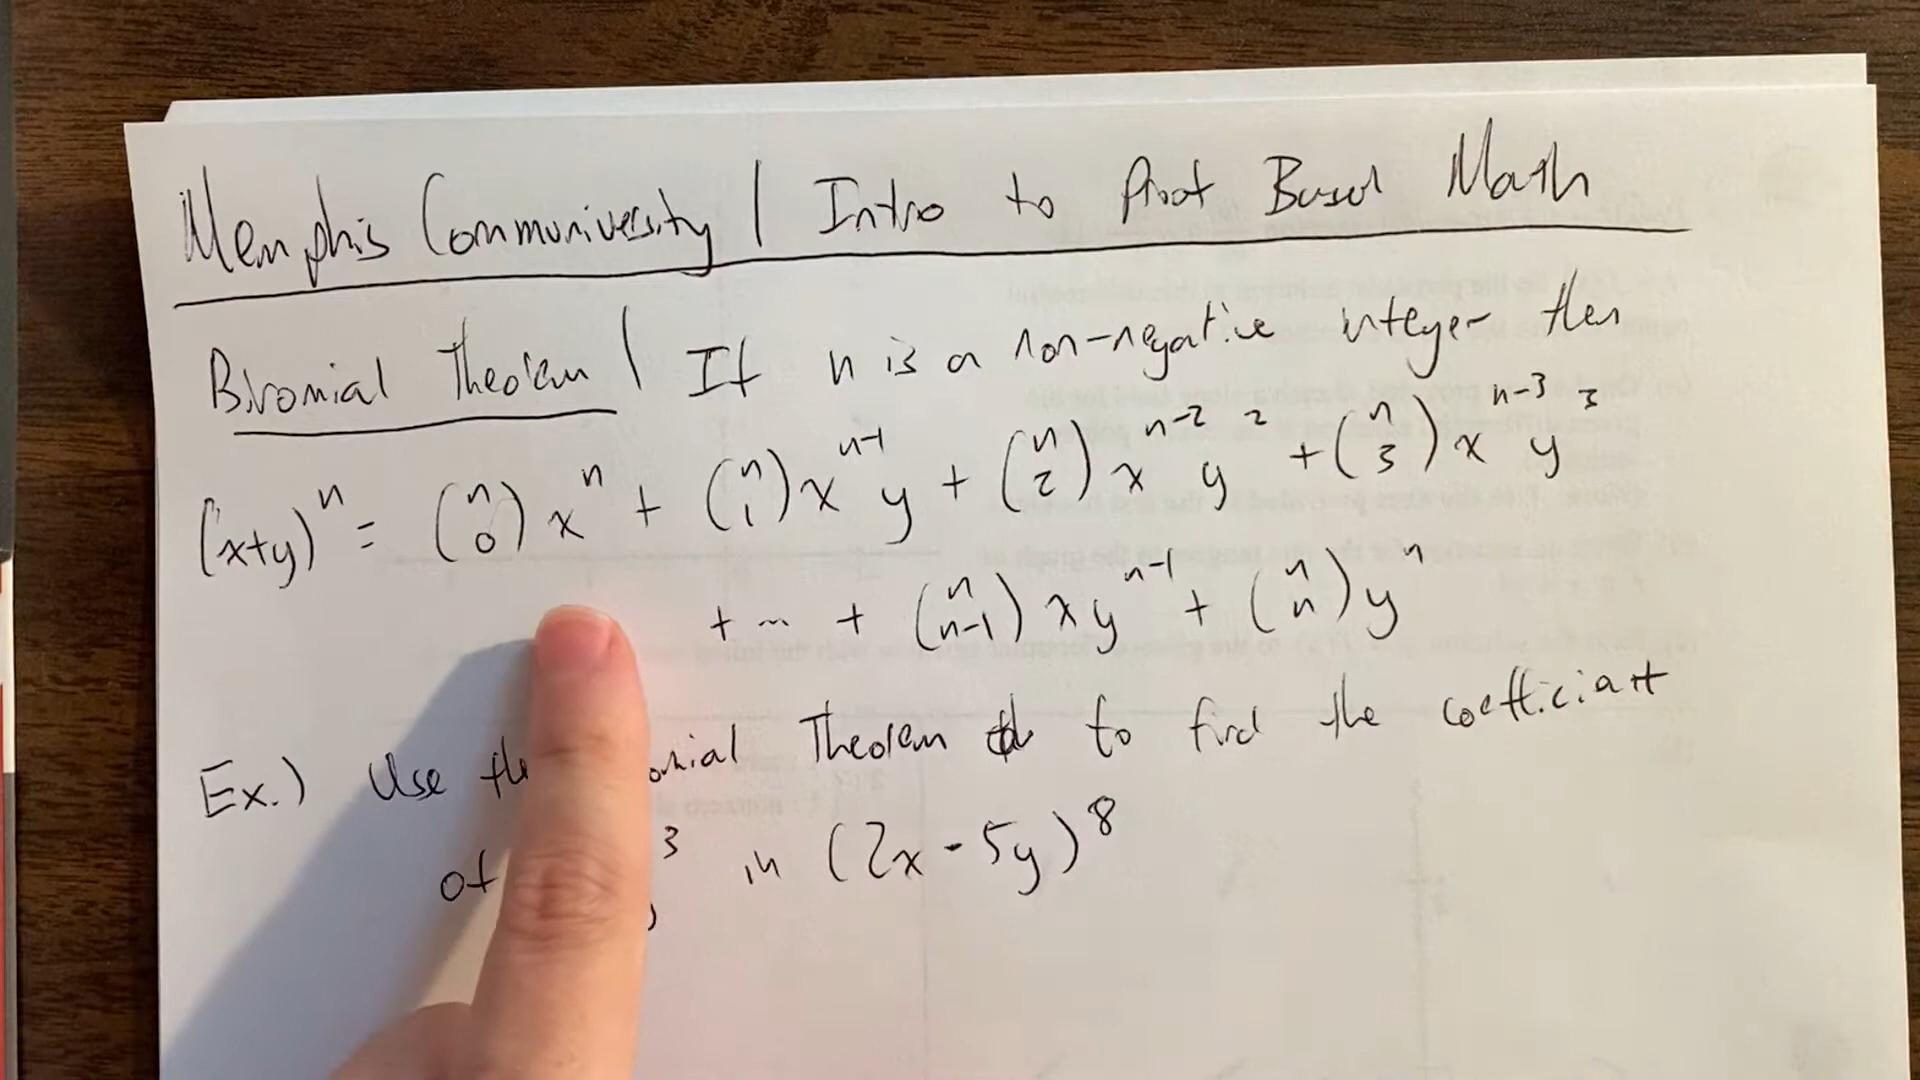 Memphis Communiversity | Intro to Proof Based Math
Binomial Theorem | If n is a non-negative integer then
(x+y)^n = (n 0) x^n + (n 1) x^{n-1} y + (n 2) x^{n-2} y^2 + (n 3) x^{n-3} y^3
+ ... + (n n-1) x y^{n-1} + (n n) y^n
Ex.) Use the Theorem to find the coefficient
of 3 in (2x - 5y)^8